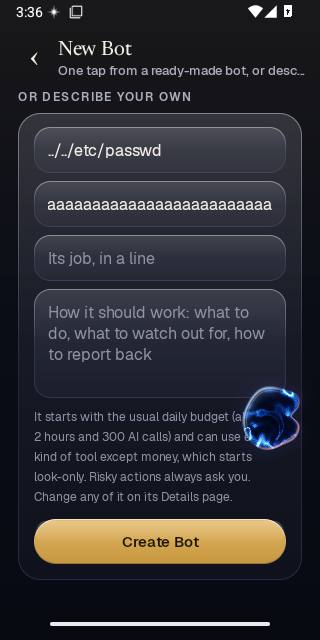 3:36
New Bot
One tap from a ready-made bot, or desc...
OR DESCRIBE YOUR OWN
../../etc/passwd
aaaaaaaaaaaaaaaaaaaaaaaaa
Its job, in a line
How it should work: what to
do, what to watch out for, how
to report back
It starts with the usual daily budget
2 hours and 300 AI calls) and can use
kind of tool except money, which starts
look-only. Risky actions always ask you.
Change any of it on its Details page.
Create Bot